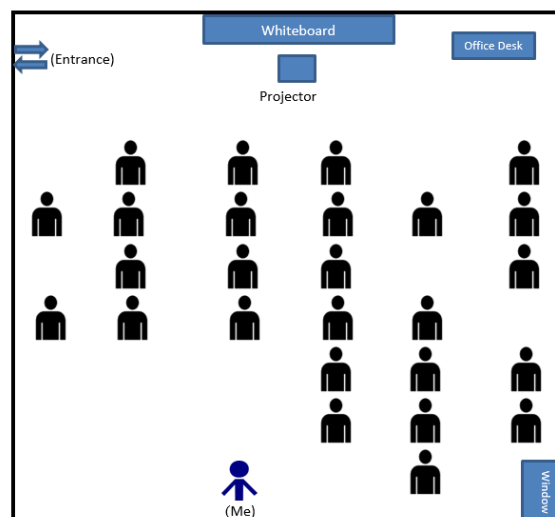 Whiteboard
Office Desk
(Entrance)
Projector
Window
(Me)